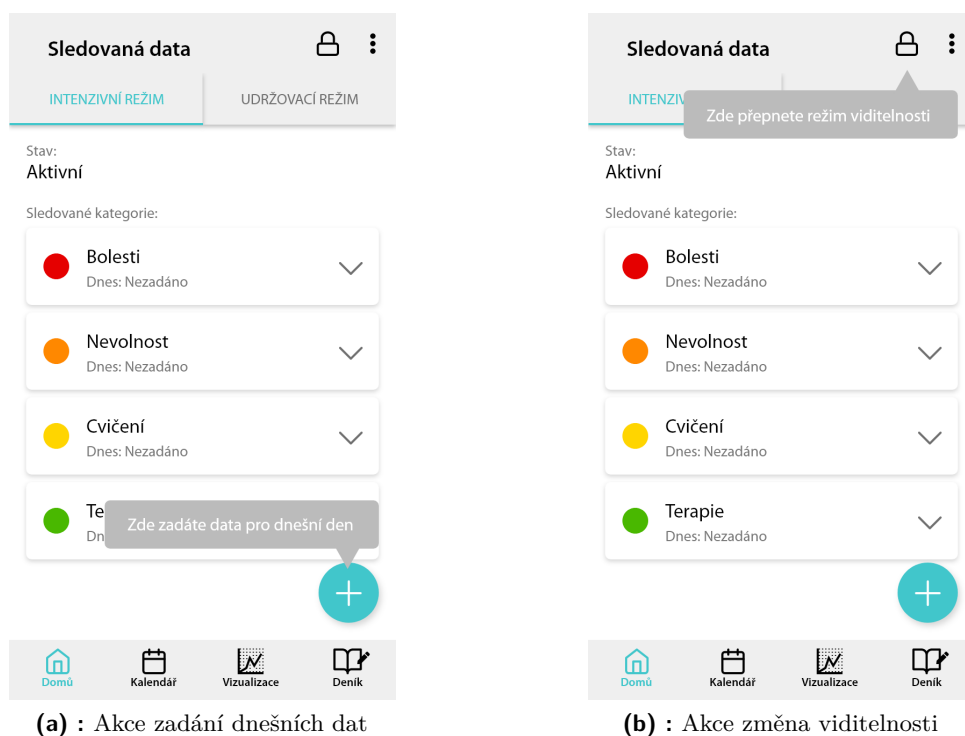 Sledovaná data
INTENZIVNÍ REŽIM
UDRŽOVACÍ REŽIM
Stav:
Aktivní
Sledované kategorie:
Bolesti
Dnes: Nezadáno
Nevolnost
Dnes: Nezadáno
Cvičení
Dnes: Nezadáno
Te
Dn
Zde zadáte data pro dnešní den
Domů
Kalendář
Vizualizace
Deník
(a) : Akce zadání dnešních dat
Sledovaná data
INTENZIV
Zde přepnete režim viditelnosti
Stav:
Aktivní
Sledované kategorie:
Bolesti
Dnes: Nezadáno
Nevolnost
Dnes: Nezadáno
Cvičení
Dnes: Nezadáno
Terapie
Dnes: Nezadáno
Domů
Kalendář
Vizualizace
Deník
(b) : Akce změna viditelnosti